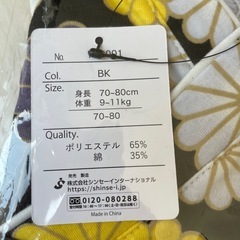 No.
Col. BK
Size.
身長 70~80cm
体重 9~11kg
70-80
Quality.
ポリエステル 65%
綿 35%
発売 製造
株式会社シンセーインターナショナル
https://shinsei-i.jp
0120-080288
Made in China